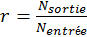 r = N_sortie / N_entrée